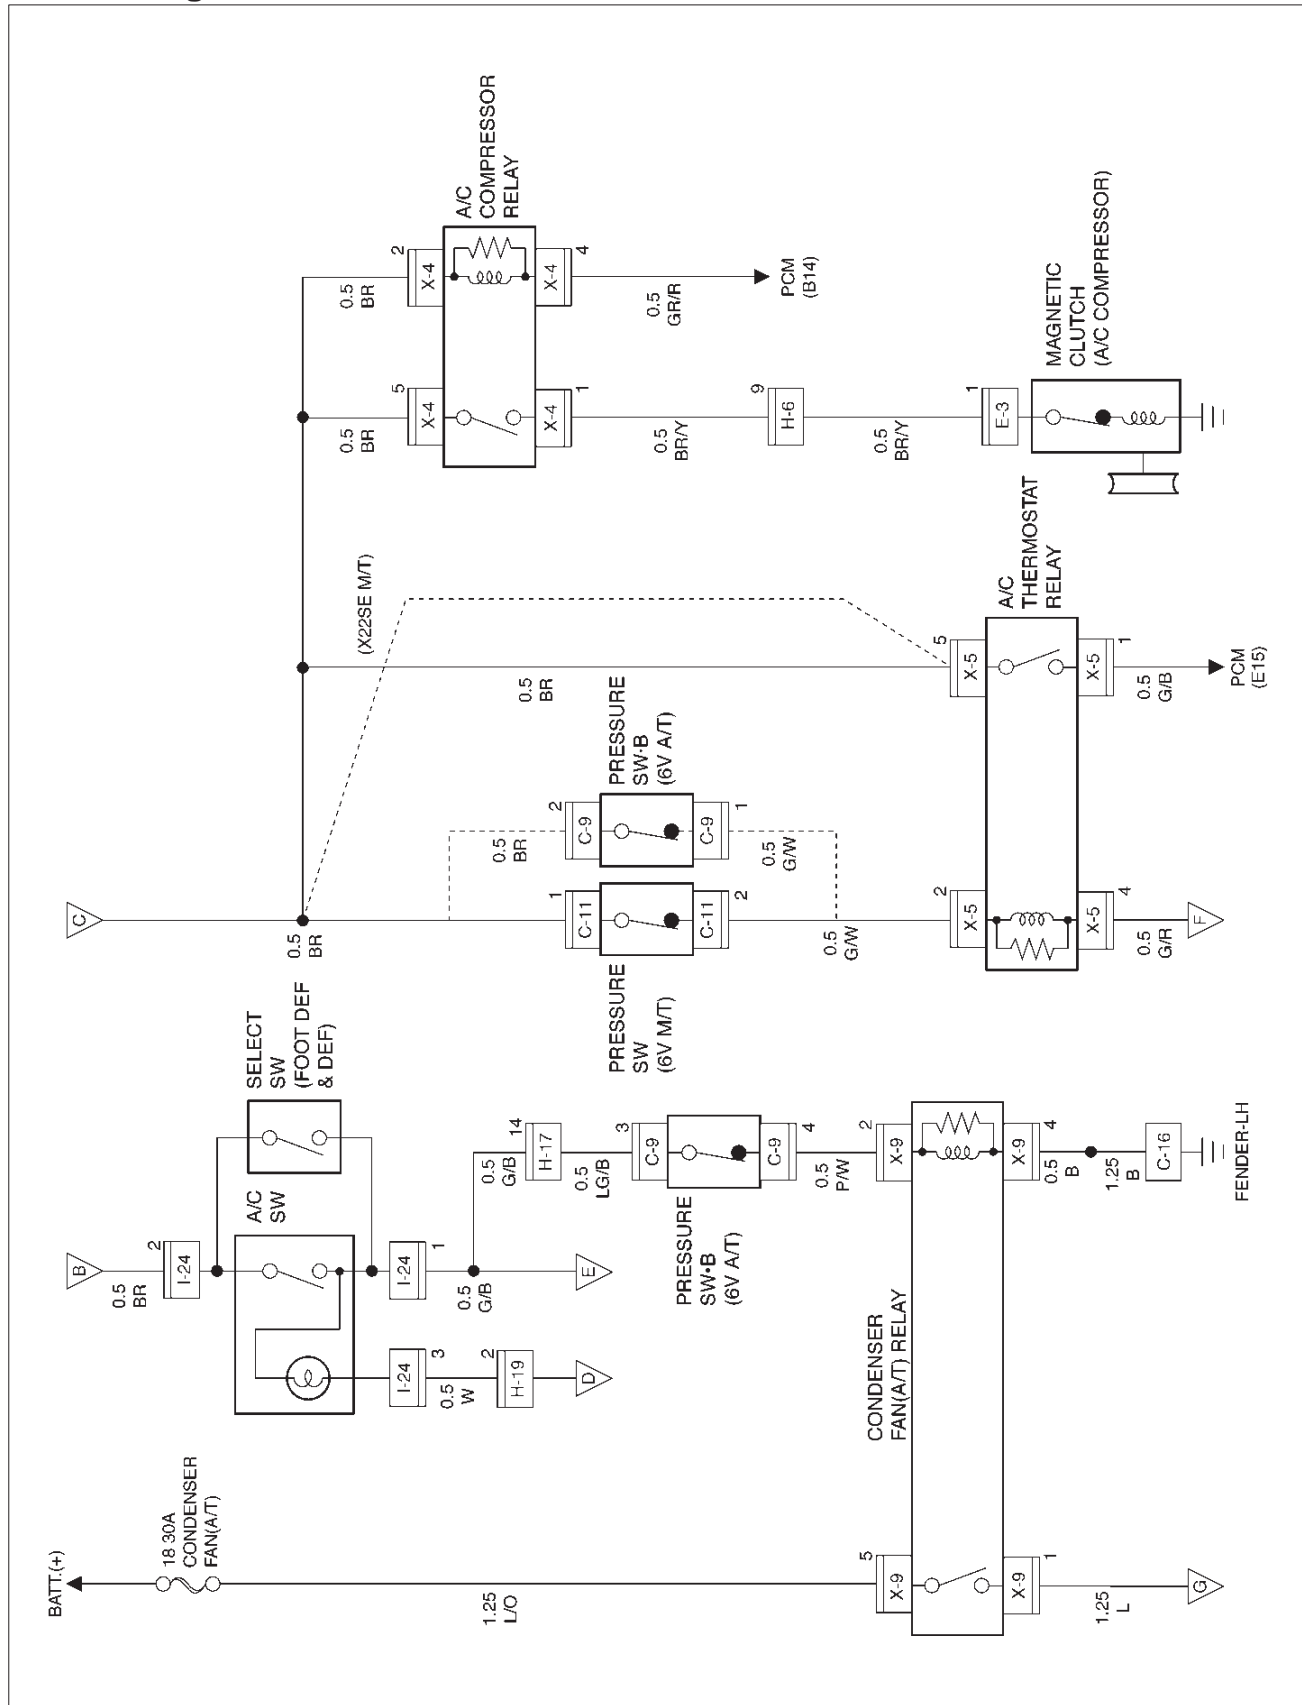 BATT.(+)
18 30A
CONDENSER
FAN(A/T)
1.25
L/O
5
X-9
X-9
1
1.25
L
G
CONDENSER
FAN(A/T) RELAY
B
0.5
BR
2
I-24
A/C
SW
SELECT
SW
(FOOT DEF
& DEF)
I-24
3
0.5
W
2
H-19
D
I-24
1
0.5
G/B
E
0.5
G/B
14
H-17
0.5
LG/B
3
C-9
PRESSURE
SW·B
(6V A/T)
C-9
4
0.5
P/W
2
X-9
X-9
4
0.5
B
1.25
B
C-16
FENDER-LH
C
0.5
BR
1
C-11
PRESSURE
SW
(6V M/T)
C-11
2
0.5
BR
2
C-9
PRESSURE
SW·B
(6V A/T)
C-9
1
0.5
G/W
0.5
G/W
2
X-5
X-5
4
0.5
G/R
F
(X22SE M/T)
0.5
BR
5
X-5
A/C
THERMOSTAT
RELAY
X-5
1
0.5
G/B
PCM
(E15)
0.5
BR
5
X-4
X-4
1
0.5
BR/Y
9
H-6
0.5
BR/Y
1
E-3
MAGNETIC
CLUTCH
(A/C COMPRESSOR)
0.5
BR
2
X-4
A/C
COMPRESSOR
RELAY
X-4
4
0.5
GR/R
PCM
(B14)